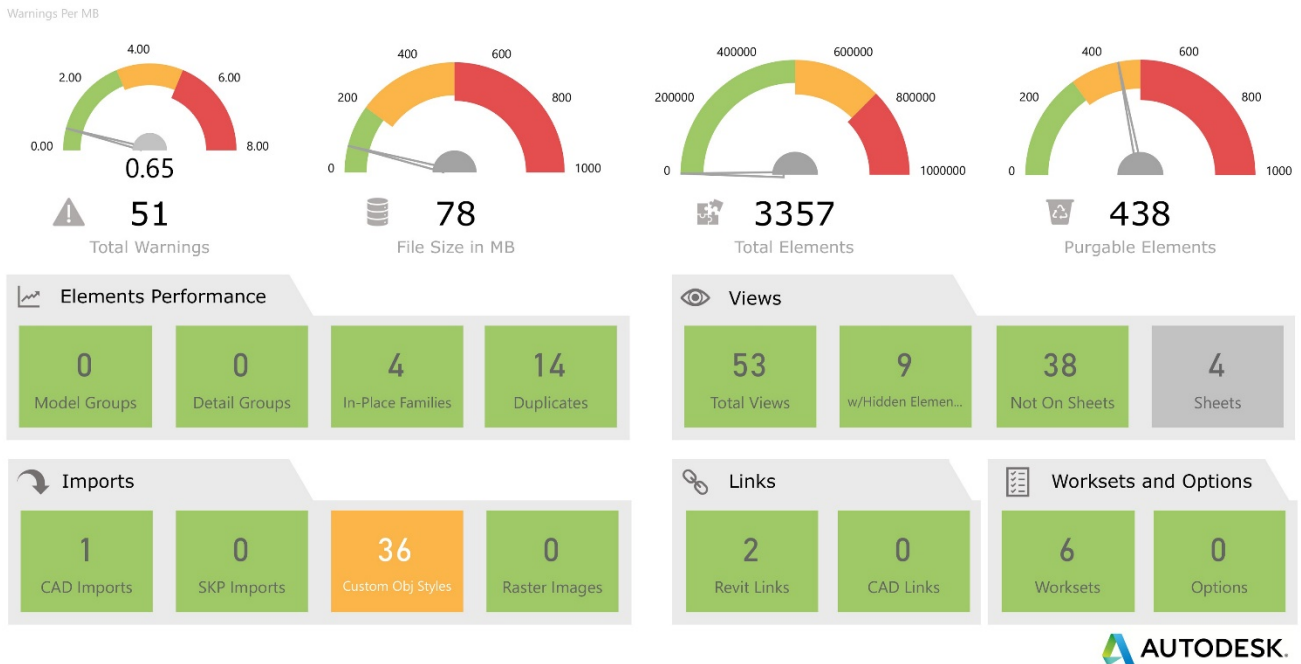 Warnings Per MB
0.00
2.00
4.00
6.00
8.00
0.65
0
200
400
600
800
1000
0
200000
400000
600000
800000
1000000
0
200
400
600
800
1000
51
Total Warnings
78
File Size in MB
3357
Total Elements
438
Purgable Elements
Elements Performance
0
Model Groups
0
Detail Groups
4
In-Place Families
14
Duplicates
Views
53
Total Views
9
w/Hidden Elemen...
38
Not On Sheets
4
Sheets
Imports
1
CAD Imports
0
SKP Imports
36
Custom Obj Styles
0
Raster Images
Links
2
Revit Links
0
CAD Links
Worksets and Options
6
Worksets
0
Options
AUTODESK.